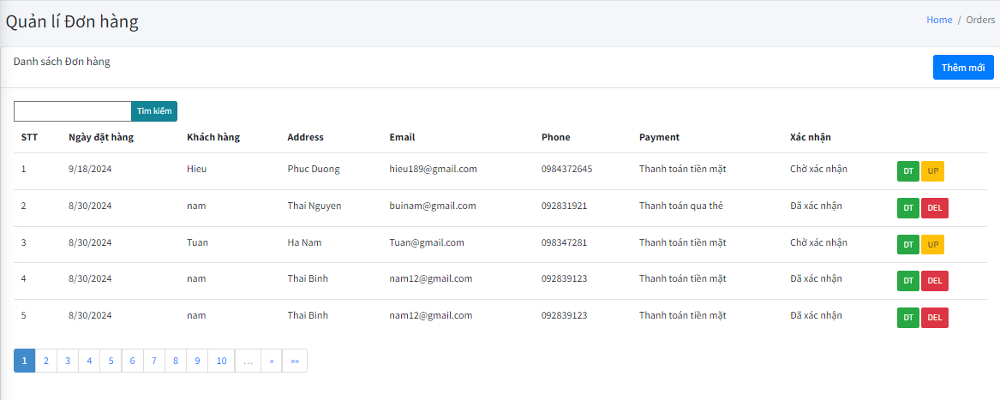 Quản lí Đơn hàng
Home / Orders
Danh sách Đơn hàng
Thêm mới
Tìm kiếm
STT Ngày đặt hàng Khách hàng Address Email Phone Payment Xác nhận
1 9/18/2024 Hieu Phuc Duong hieu189@gmail.com 0984372645 Thanh toán tiền mặt Chờ xác nhận DT UP
2 8/30/2024 nam Thai Nguyen buinam@gmail.com 092831921 Thanh toán qua thẻ Đã xác nhận DT DEL
3 8/30/2024 Tuan Ha Nam Tuan@gmail.com 098347281 Thanh toán tiền mặt Chờ xác nhận DT UP
4 8/30/2024 nam Thai Binh nam12@gmail.com 092839123 Thanh toán tiền mặt Đã xác nhận DT DEL
5 8/30/2024 nam Thai Binh nam12@gmail.com 092839123 Thanh toán tiền mặt Đã xác nhận DT DEL
1 2 3 4 5 6 7 8 9 10 … » »»